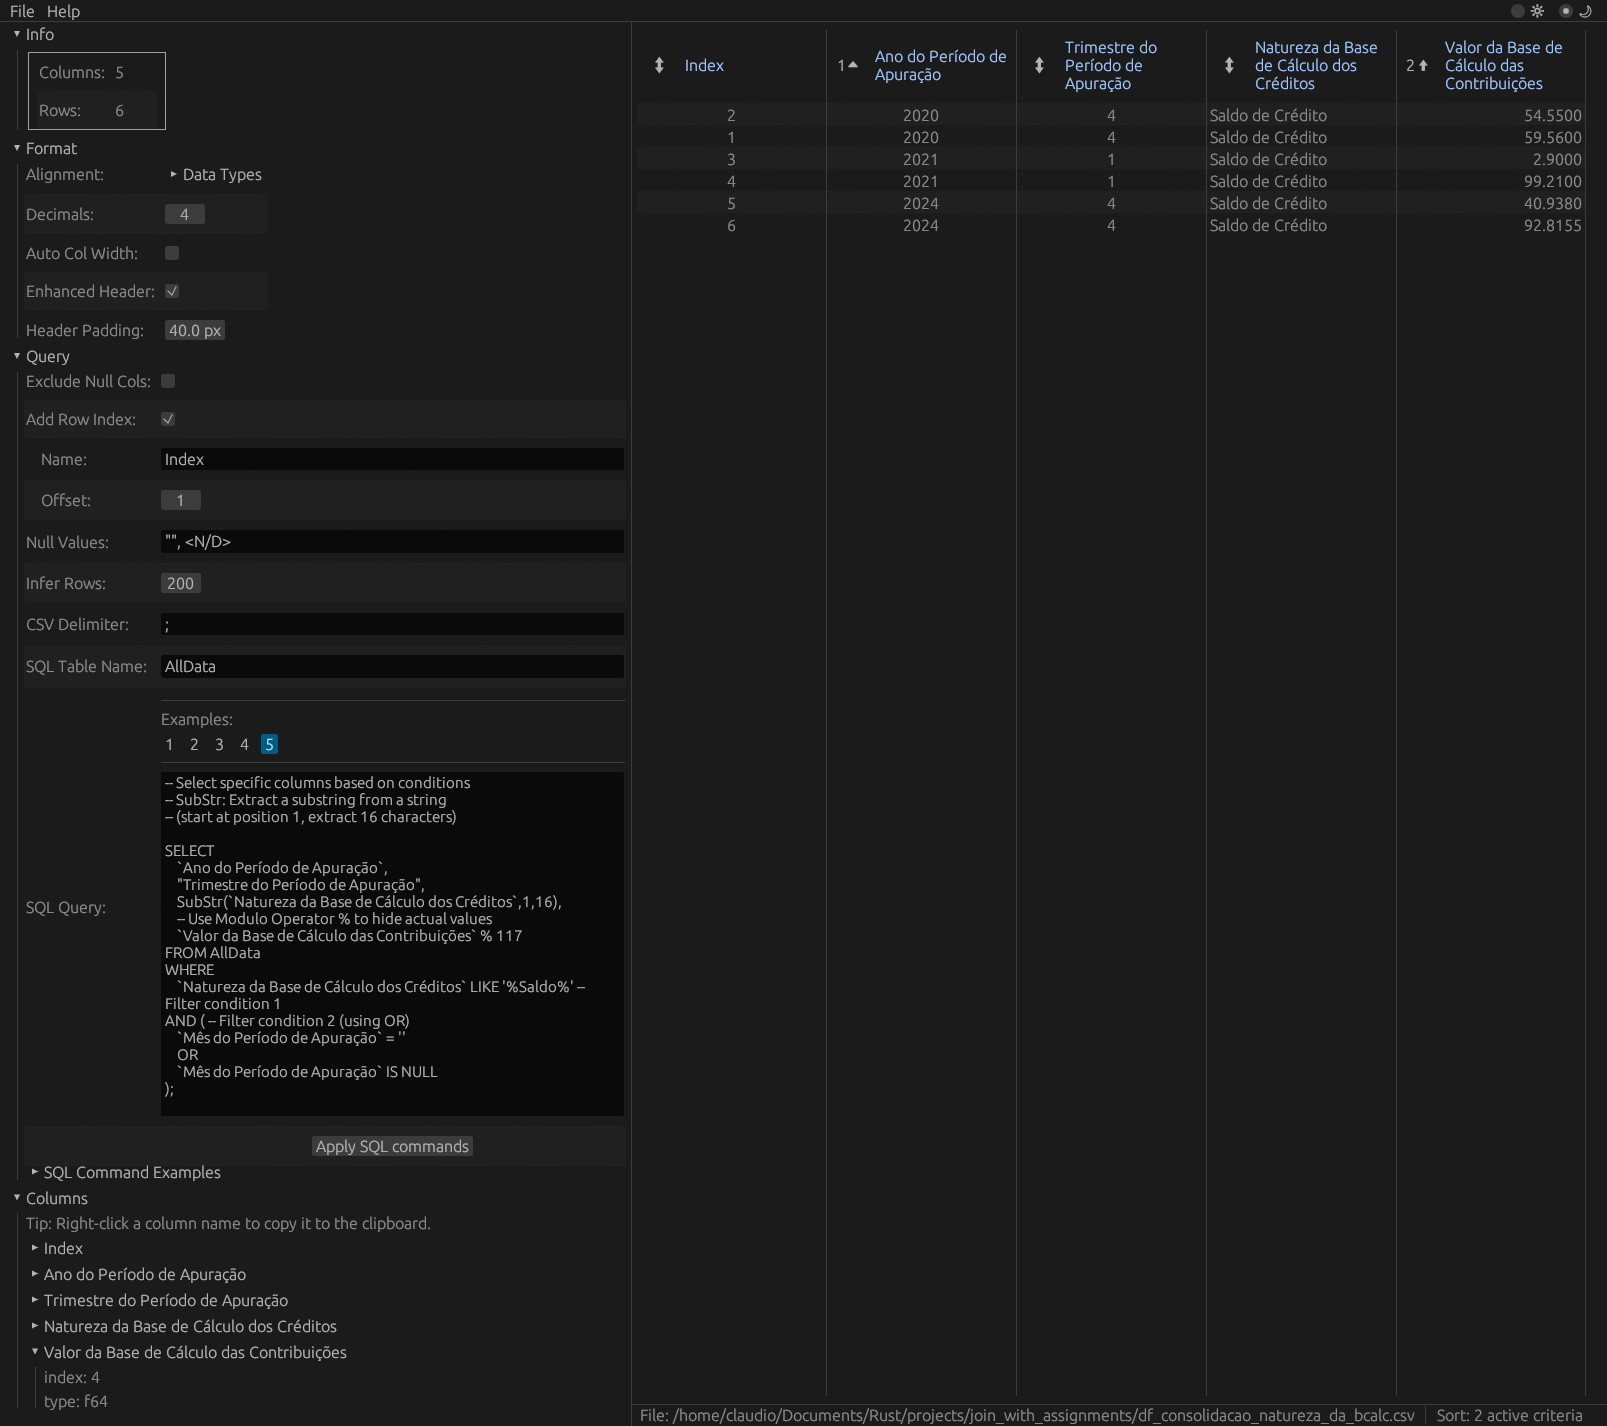 File Help
Info
Columns: 5
Rows: 6
Format
Alignment: Data Types
Decimals: 4
Auto Col Width:
Enhanced Header:
Header Padding: 40.0 px
Query
Exclude Null Cols:
Add Row Index:
Name: Index
Offset: 1
Null Values: "", <N/D>
Infer Rows: 200
CSV Delimiter: ;
SQL Table Name: AllData
Examples:
1 2 3 4 5
SQL Query:
-- Select specific columns based on conditions
-- SubStr: Extract a substring from a string
-- (start at position 1, extract 16 characters)
SELECT
`Ano do Período de Apuração`,
"Trimestre do Período de Apuração",
SubStr(`Natureza da Base de Cálculo dos Créditos`,1,16),
-- Use Modulo Operator % to hide actual values
`Valor da Base de Cálculo das Contribuições` % 117
FROM AllData
WHERE
`Natureza da Base de Cálculo dos Créditos` LIKE '%Saldo%' --
Filter condition 1
AND ( -- Filter condition 2 (using OR)
`Mês do Período de Apuração` = ''
OR
`Mês do Período de Apuração` IS NULL
);
Apply SQL commands
SQL Command Examples
Columns
Tip: Right-click a column name to copy it to the clipboard.
Index
Ano do Período de Apuração
Trimestre do Período de Apuração
Natureza da Base de Cálculo dos Créditos
Valor da Base de Cálculo das Contribuições
index: 4
type: f64
Index
1 Ano do Período de
Apuração
Trimestre do
Período de
Apuração
Natureza da Base
de Cálculo dos
Créditos
2 Valor da Base de
Cálculo das
Contribuições
2 2020 4 Saldo de Crédito 54.5500
1 2020 4 Saldo de Crédito 59.5600
3 2021 1 Saldo de Crédito 2.9000
4 2021 1 Saldo de Crédito 99.2100
5 2024 4 Saldo de Crédito 40.9380
6 2024 4 Saldo de Crédito 92.8155
File: /home/claudio/Documents/Rust/projects/join_with_assignments/df_consolidacao_natureza_da_bcalc.csv
Sort: 2 active criteria